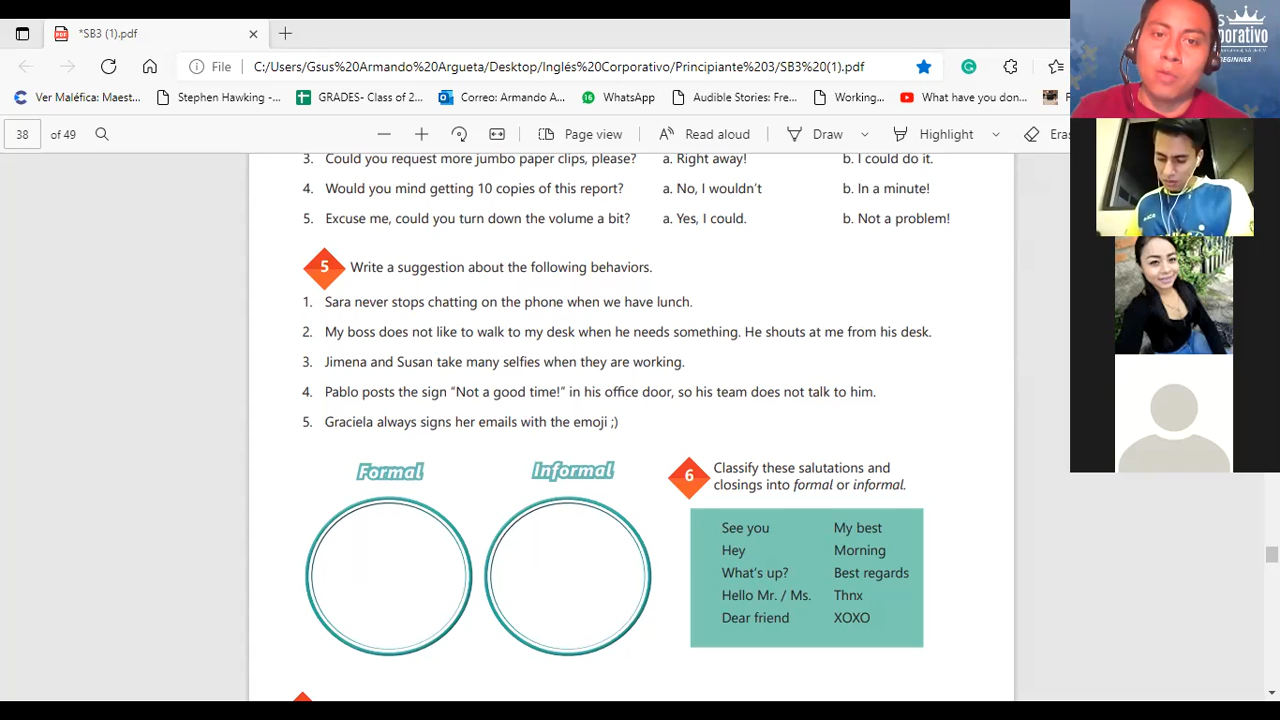 *SB3 (1).pdf
File C:/Users/Gsus%20Armando%20Argueta/Desktop/Ingles%20Corporativo/Principiante%203/SB3%20(1).pdf
Ver Maléfica: Maest... Stephen Hawking -... GRADES- Class of 2... Correo: Armando A... 16 WhatsApp Audible Stories: Fre... Working... What have you don...
38 of 49 Page view Read aloud Draw Highlight Eras
3. Could you request more jumbo paper clips, please? a. Right away! b. I could do it.
4. Would you mind getting 10 copies of this report? a. No, I wouldn't b. In a minute!
5. Excuse me, could you turn down the volume a bit? a. Yes, I could. b. Not a problem!
5 Write a suggestion about the following behaviors.
1. Sara never stops chatting on the phone when we have lunch.
2. My boss does not like to walk to my desk when he needs something. He shouts at me from his desk.
3. Jimena and Susan take many selfies when they are working.
4. Pablo posts the sign “Not a good time!” in his office door, so his team does not talk to him.
5. Graciela always signs her emails with the emoji ;)
Formal Informal
6 Classify these salutations and
closings into formal or informal.
See you My best
Hey Morning
What's up? Best regards
Hello Mr. / Ms. Thnx
Dear friend XOXO
porativo
BEGINNER